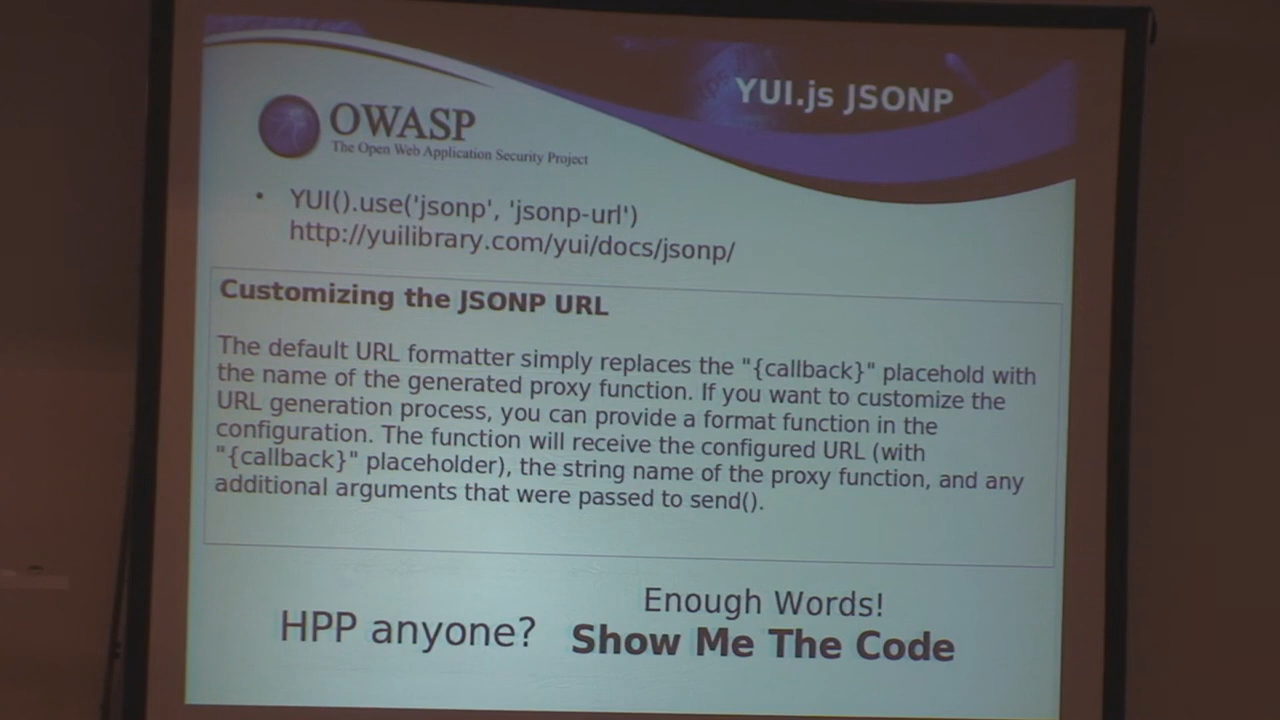 YUI.js JSONP
OWASP
The Open Web Application Security Project
• YUI().use('jsonp', 'jsonp-url')
http://yuilibrary.com/yui/docs/jsonp/
Customizing the JSONP URL
The default URL formatter simply replaces the "{callback}" placehold with
the name of the generated proxy function. If you want to customize the
URL generation process, you can provide a format function in the
configuration. The function will receive the configured URL (with
"{callback}" placeholder), the string name of the proxy function, and any
additional arguments that were passed to send().
HPP anyone?
Enough Words!
Show Me The Code